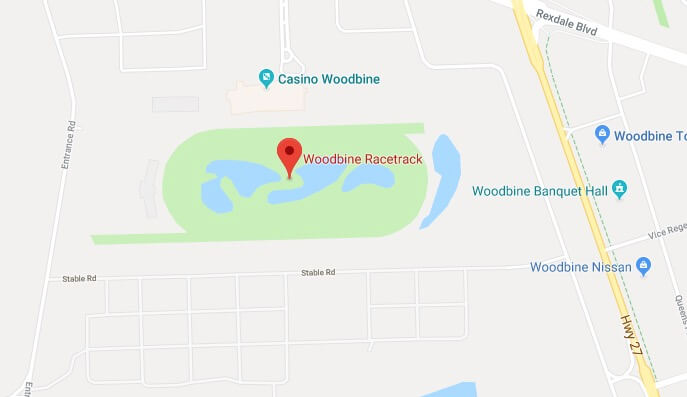 Rexdale Blvd
Casino Woodbine
Entrance Rd
Woodbine To
Woodbine Racetrack
Woodbine Banquet Hall
Vice Rege
Woodbine Nissan
Stable Rd
Stable Rd
Queens
Hwy 27
Ent